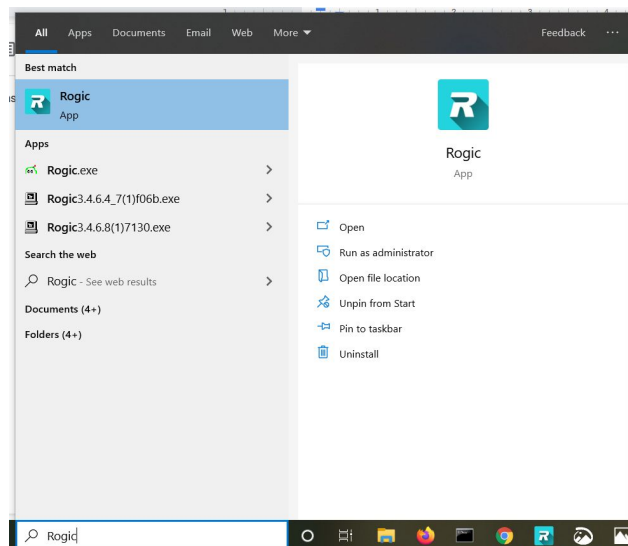 All Apps Documents Email Web More Feedback ...
Best match
Rogic
App
Apps
Rogic.exe
Rogic3.4.6.4_7(1)f06b.exe
Rogic3.4.6.8(1)7130.exe
Search the web
Rogic - See web results
Documents (4+)
Folders (4+)
Rogic
App
Open
Run as administrator
Open file location
Unpin from Start
Pin to taskbar
Uninstall
Rogic